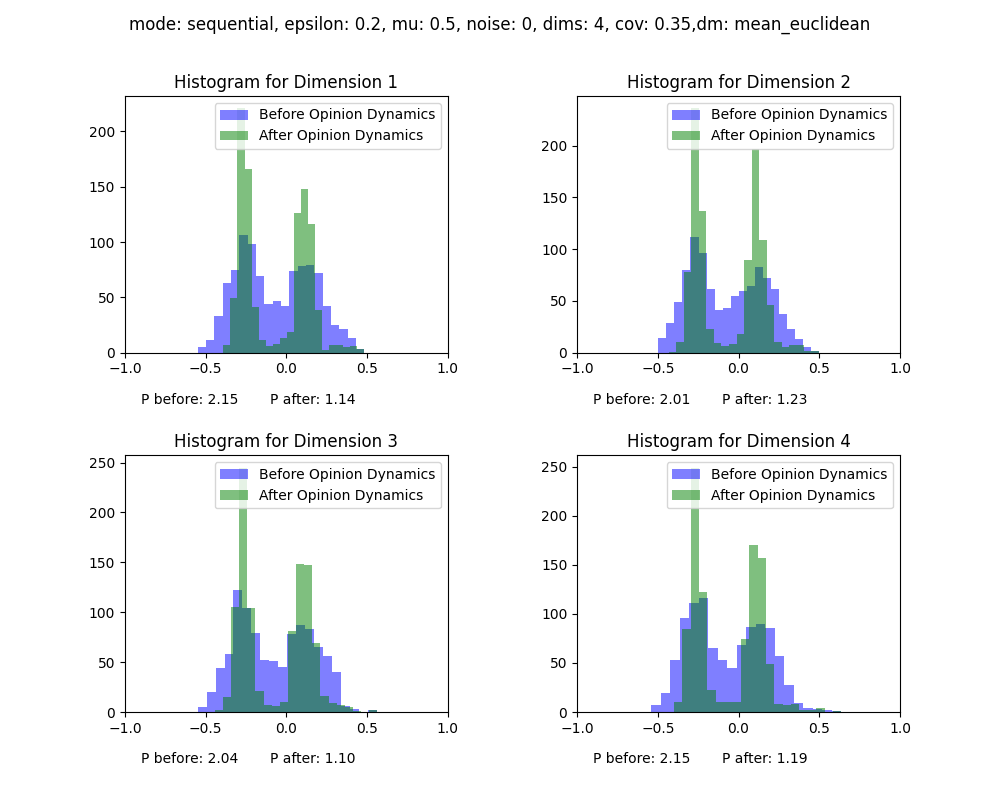 mode: sequential, epsilon: 0.2, mu: 0.5, noise: 0, dims: 4, cov: 0.35,dm: mean_euclidean
Histogram for Dimension 1
Before Opinion Dynamics
After Opinion Dynamics
200
150
100
50
0
−1.0 −0.5 0.0 0.5 1.0
P before: 2.15 P after: 1.14
Histogram for Dimension 2
Before Opinion Dynamics
After Opinion Dynamics
200
150
100
50
0
−1.0 −0.5 0.0 0.5 1.0
P before: 2.01 P after: 1.23
Histogram for Dimension 3
Before Opinion Dynamics
After Opinion Dynamics
250
200
150
100
50
0
−1.0 −0.5 0.0 0.5 1.0
P before: 2.04 P after: 1.10
Histogram for Dimension 4
Before Opinion Dynamics
After Opinion Dynamics
250
200
150
100
50
0
−1.0 −0.5 0.0 0.5 1.0
P before: 2.15 P after: 1.19